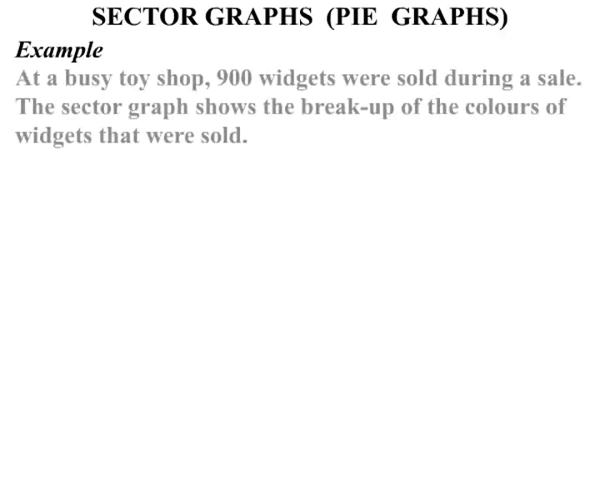 SECTOR GRAPHS (PIE GRAPHS)
Example
At a busy toy shop, 900 widgets were sold during a sale.
The sector graph shows the break-up of the colours of
widgets that were sold.